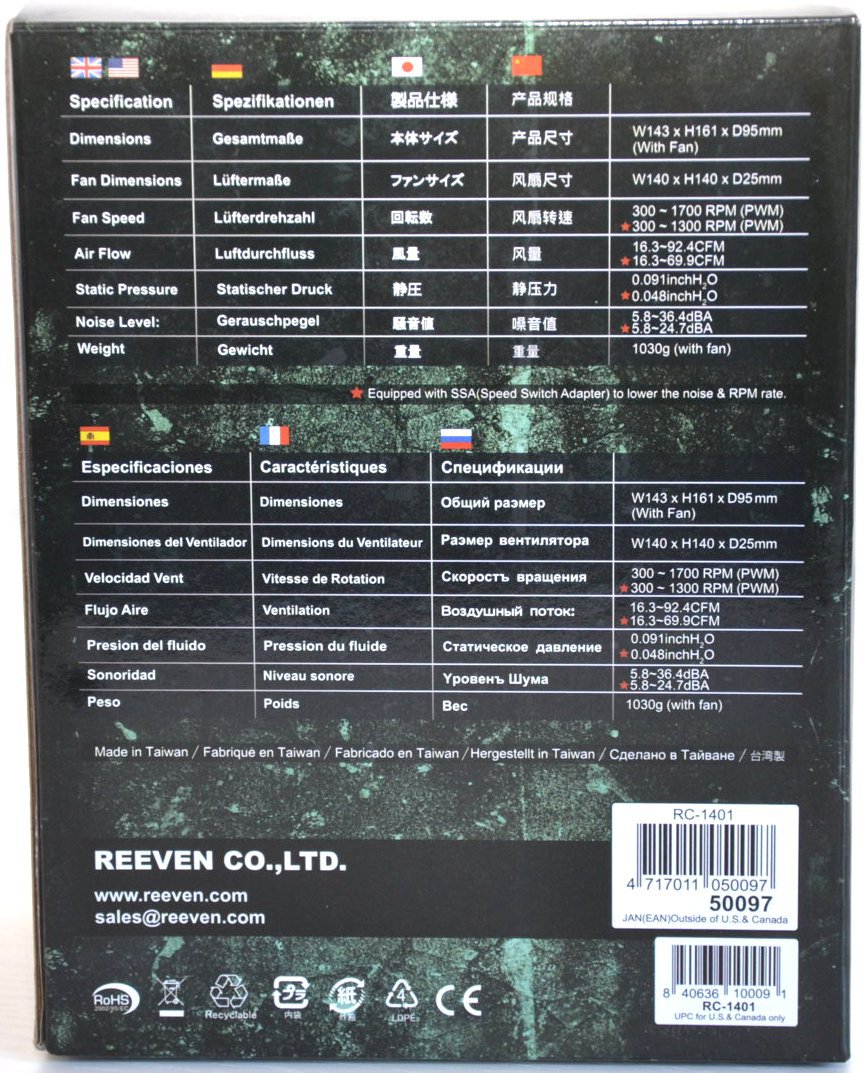 Specification Spezifikationen 製品仕様 产品规格
Dimensions Gesamtmaße 本体サイズ 产品尺寸 W143 x H161 x D95mm
(With Fan)
Fan Dimensions Lüftermaße ファンサイズ 风扇尺寸 W140 x H140 x D25mm
Fan Speed Lüfterdrehzahl 回転数 风扇转速 300 ~ 1700 RPM (PWM)
★300 ~ 1300 RPM (PWM)
Air Flow Luftdurchfluss 風量 风量 16.3~92.4CFM
★16.3~69.9CFM
Static Pressure Statischer Druck 静圧 静压力 0.091inchH2O
★0.048inchH2O
Noise Level: Gerauschpegel 騒音値 噪音值 5.8~36.4dBA
★5.8~24.7dBA
Weight Gewicht 重量 重量 1030g (with fan)
★ Equipped with SSA(Speed Switch Adapter) to lower the noise & RPM rate.
Especificaciones Caractéristiques Спецификации
Dimensiones Dimensiones Общий размер W143 x H161 x D95mm
(With Fan)
Dimensiones del Ventilador Dimensions du Ventilateur Размер вентилятора W140 x H140 x D25mm
Velocidad Vent Vitesse de Rotation Скоростъ вращения 300 ~ 1700 RPM (PWM)
★300 ~ 1300 RPM (PWM)
Flujo Aire Ventilation Воздушный поток: 16.3~92.4CFM
★16.3~69.9CFM
Presion del fluido Pression du fluide Статическое давление 0.091inchH2O
★0.048inchH2O
Sonoridad Niveau sonore Уровенъ Шума 5.8~36.4dBA
★5.8~24.7dBA
Peso Poids Вес 1030g (with fan)
Made in Taiwan / Fabriqué en Taiwan / Fabricado en Taiwan / Hergestellt in Taiwan / Сделано в Тайване / 台湾製
RC-1401
4 717011 050097
50097
JAN(EAN)Outside of U.S.& Canada
REEVEN CO.,LTD.
www.reeven.com
sales@reeven.com
8 40636 10009 1
RC-1401
UPC for U.S.& Canada only
RoHS
2002/95/EC
Recyclable
プラ
内袋
紙
外箱
4
LDPE
CE